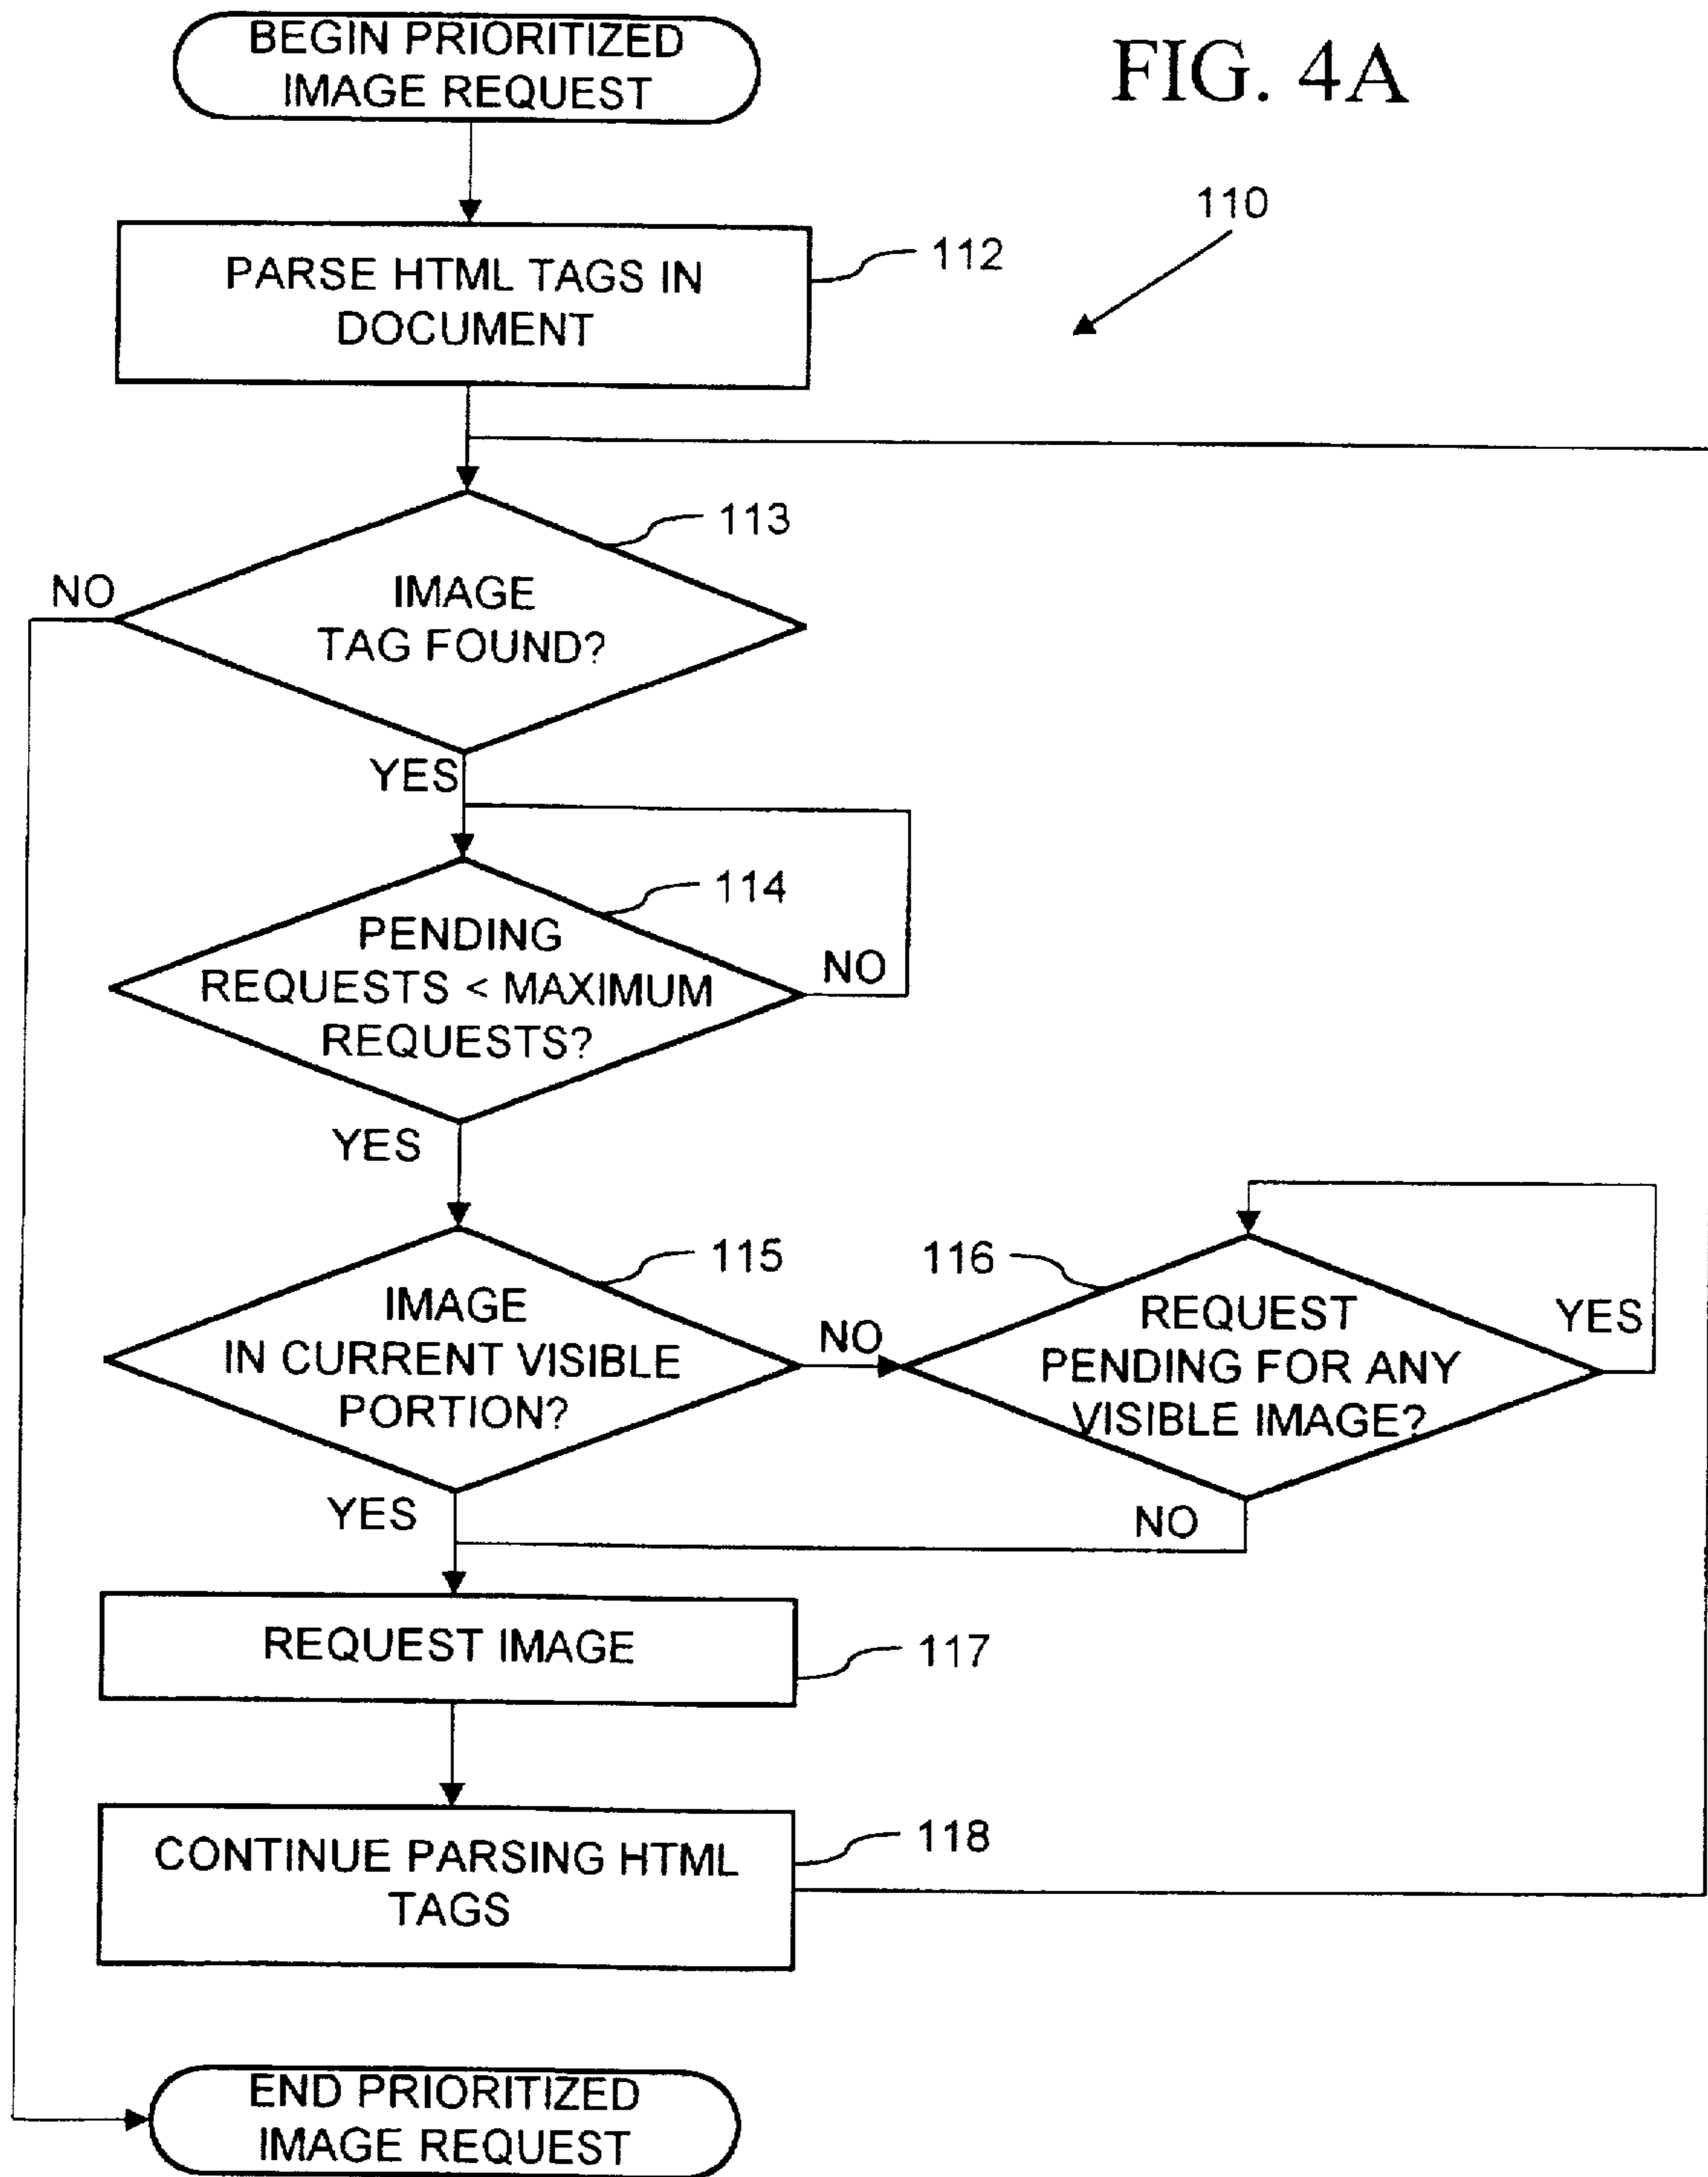 BEGIN PRIORITIZED
IMAGE REQUEST
FIG. 4A
110
PARSE HTML TAGS IN
DOCUMENT
112
113
NO
IMAGE
TAG FOUND?
YES
114
PENDING
REQUESTS < MAXIMUM
REQUESTS?
NO
YES
115
IMAGE
IN CURRENT VISIBLE
PORTION?
NO
116
REQUEST
PENDING FOR ANY
VISIBLE IMAGE?
YES
YES
NO
REQUEST IMAGE
117
CONTINUE PARSING HTML
TAGS
118
END PRIORITIZED
IMAGE REQUEST